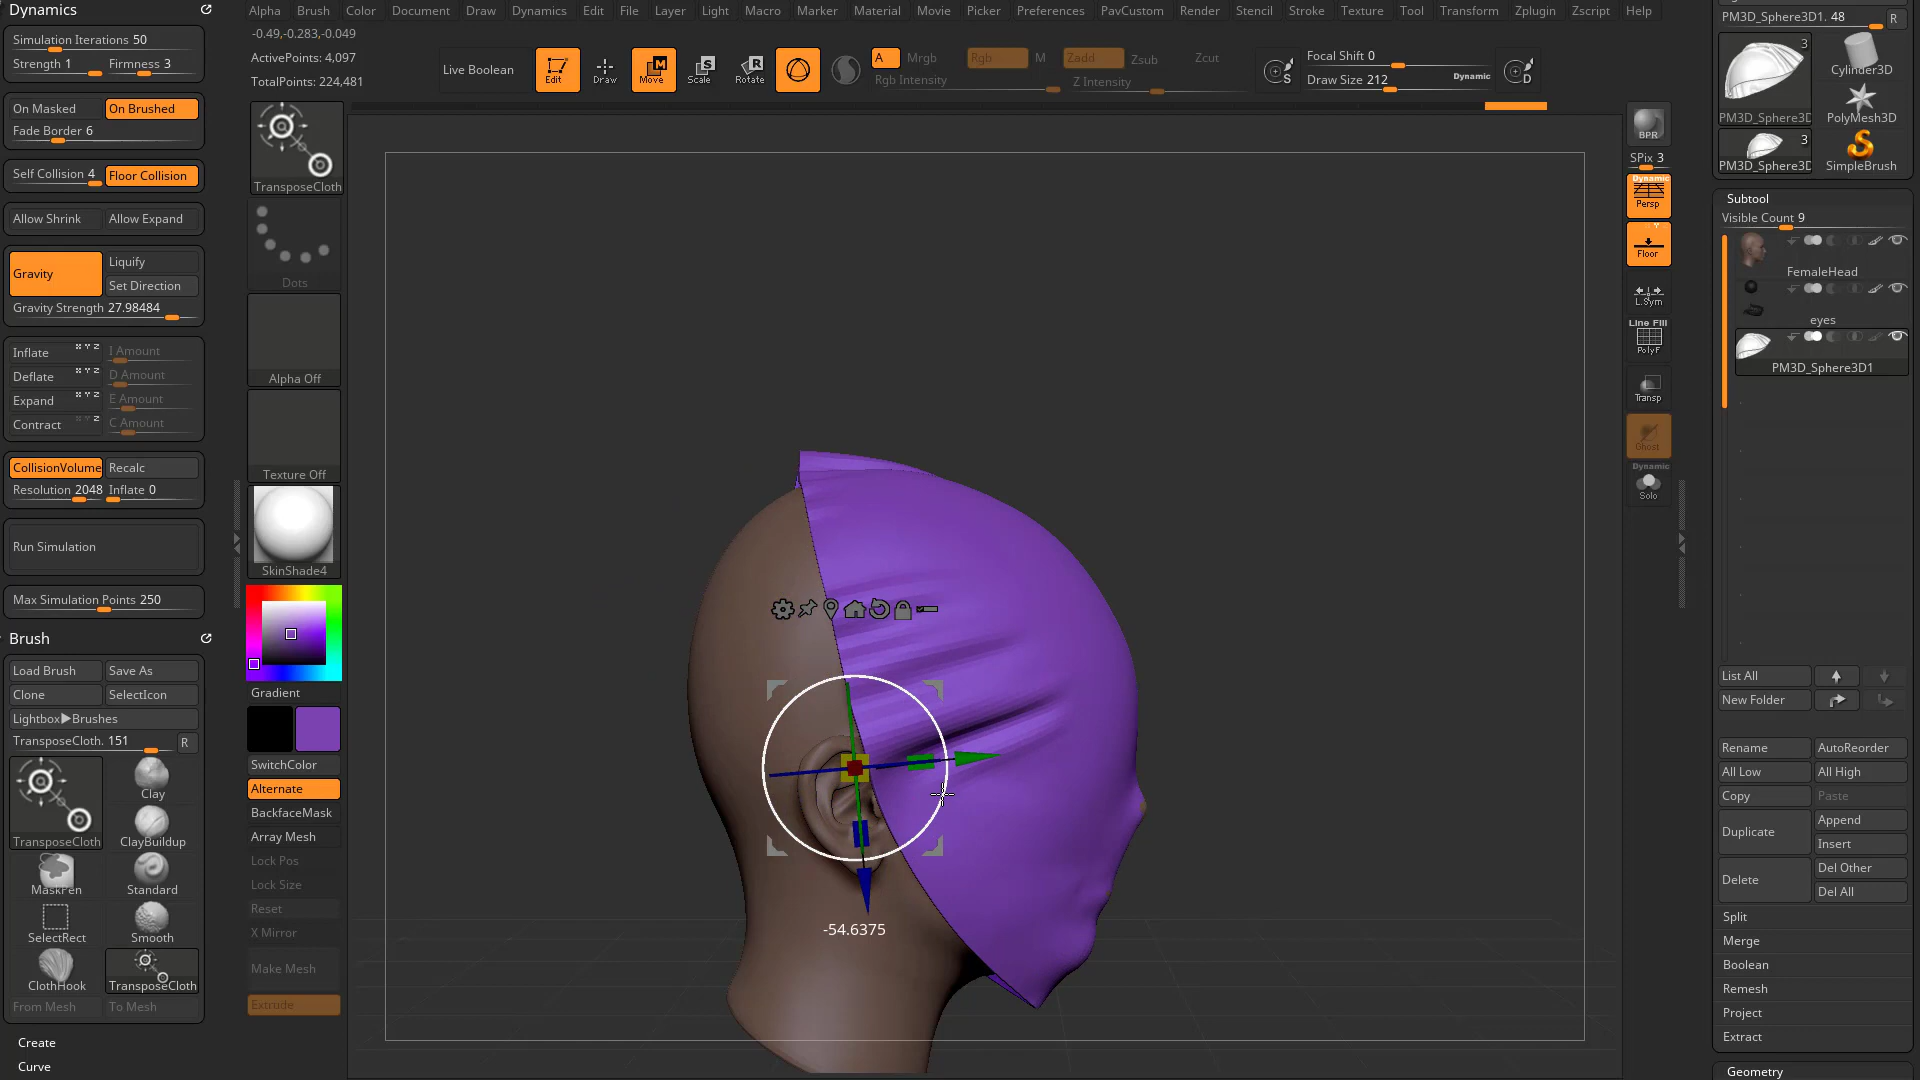 Dynamics
Simulation Iterations 50
Strength 1 Firmness 3
On Masked On Brushed
Fade Border 6
Self Collision 4 Floor Collision
Allow Shrink Allow Expand
Gravity Liquify
Set Direction
Gravity Strength 27.98484
Inflate X Y Z I Amount
Deflate X Y Z D Amount
Expand X Y Z E Amount
Contract X Y Z C Amount
CollisionVolume Recalc
Resolution 2048 Inflate 0
Run Simulation
Max Simulation Points 250
Brush
Load Brush Save As
Clone SelectIcon
Lightbox▶Brushes
TransposeCloth. 151 R
TransposeCloth Clay
ClayBuildup
MaskPen Standard
SelectRect Smooth
ClothHook TransposeCloth
From Mesh To Mesh
Create
Curve
Alpha Brush Color Document Draw Dynamics Edit File Layer Light Macro Marker Material Movie Picker Preferences PavCustom Render Stencil Stroke Texture Tool Transform Zplugin Zscript Help
-0.49,-0.283,-0.049
ActivePoints: 4,097
TotalPoints: 224,481
Live Boolean
Edit Draw Move Scale Rotate
A Mrgb Rgb M Zadd Zsub Zcut
Rgb Intensity Z Intensity
S Focal Shift 0
Draw Size 212 Dynamic D
TransposeCloth
Dots
Alpha Off
Texture Off
SkinShade4
Gradient
SwitchColor
Alternate
BackfaceMask
Array Mesh
Lock Pos
Lock Size
Reset
X Mirror
Make Mesh
Extrude
-54.6375
BPR
SPix 3
Dynamic
Persp
Floor
L.Sym
Line Fill
PolyF
Transp
Ghost
Dynamic
Solo
PM3D_Sphere3D1. 48 R
3
Cylinder3D
PM3D_Sphere3D PolyMesh3D
3
PM3D_Sphere3D SimpleBrush
Subtool
Visible Count 9
FemaleHead
eyes
PM3D_Sphere3D1
List All
New Folder
Rename AutoReorder
All Low All High
Copy Paste
Duplicate Append
Insert
Delete Del Other
Del All
Split
Merge
Boolean
Remesh
Project
Extract
Geometry